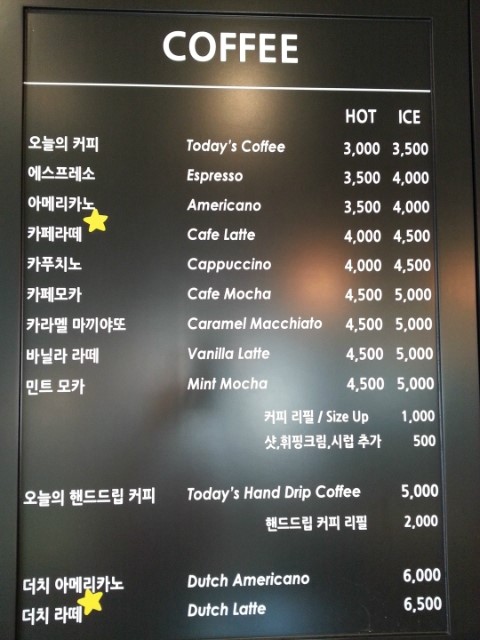 COFFEE
HOT ICE
오늘의 커피 Today's Coffee 3,000 3,500
에스프레소 Espresso 3,500 4,000
아메리카노 Americano 3,500 4,000
카페라떼 Cafe Latte 4,000 4,500
카푸치노 Cappuccino 4,000 4,500
카페모카 Cafe Mocha 4,500 5,000
카라멜 마끼야또 Caramel Macchiato 4,500 5,000
바닐라 라떼 Vanilla Latte 4,500 5,000
민트 모카 Mint Mocha 4,500 5,000
커피 리필 / Size Up 1,000
샷,휘핑크림,시럽 추가 500
오늘의 핸드드립 커피 Today's Hand Drip Coffee 5,000
핸드드립 커피 리필 2,000
더치 아메리카노 Dutch Americano 6,000
더치 라떼 Dutch Latte 6,500